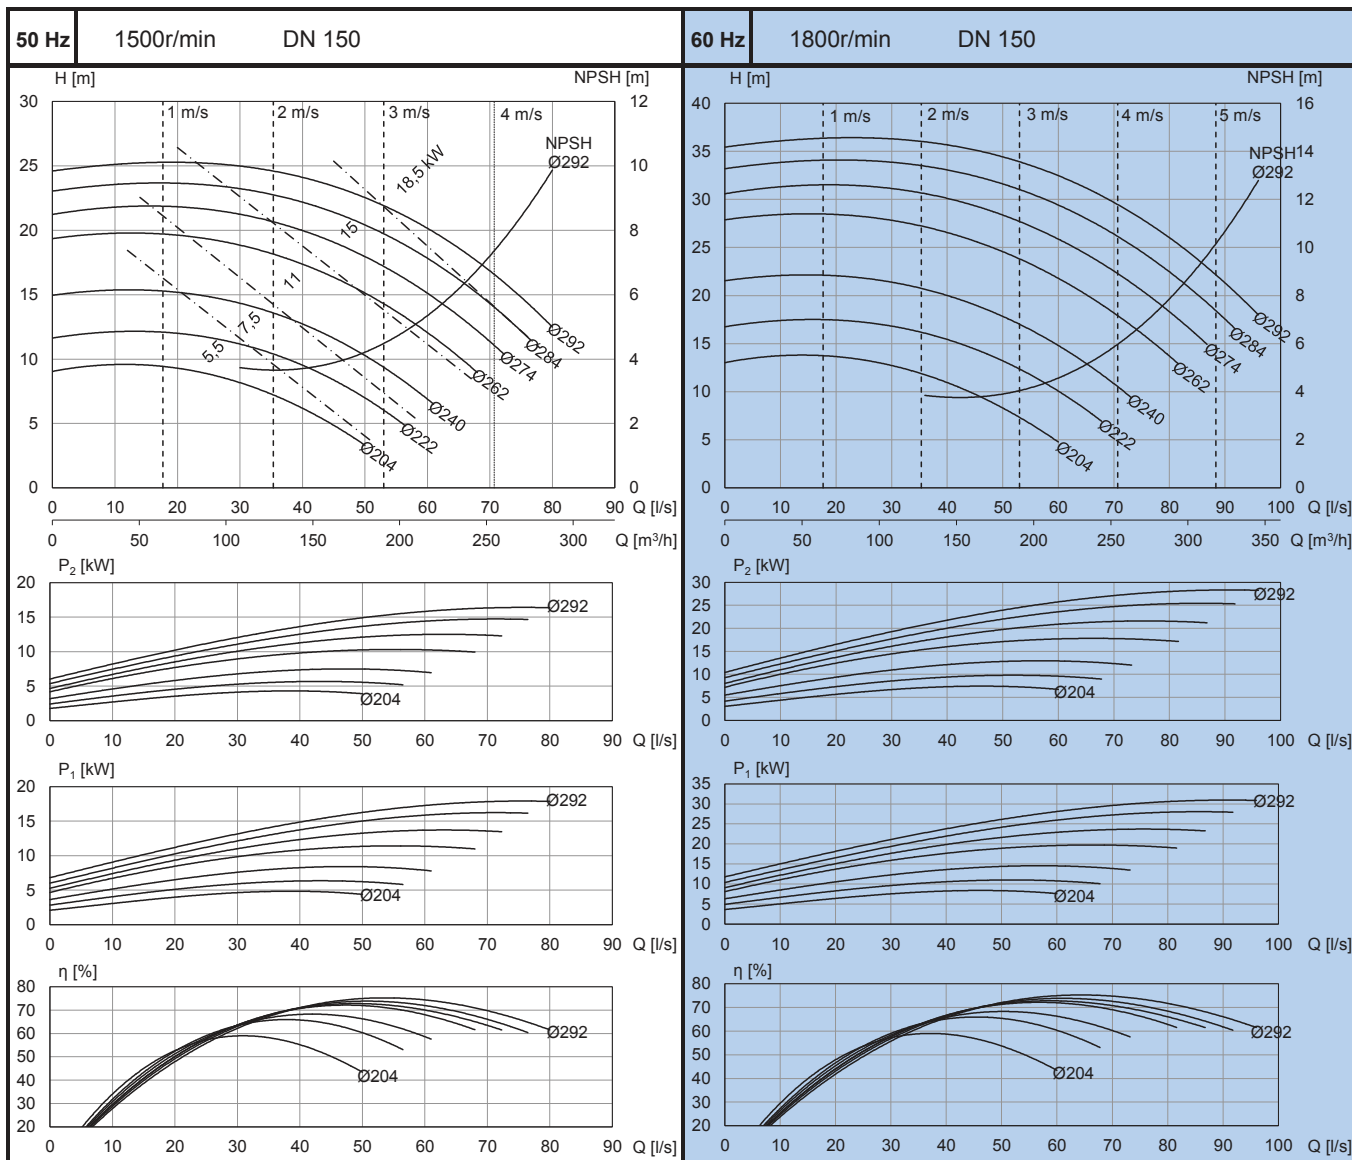 50 Hz 1500r/min DN 150
H [m] NPSH [m]
30 1 m/s 2 m/s 3 m/s 4 m/s 12
NPSH
Ø292
25 18,5 kW 10
20 15 8
15 11 6
7,5
10 5,5 4
Ø292
Ø284
Ø274
Ø262
Ø240
Ø222
Ø204
5 2
0 0
0 10 20 30 40 50 60 70 80 90 Q [l/s]
0 50 100 150 200 250 300 Q [m³/h]
P2 [kW]
20
15 Ø292
10
5 Ø204
0
0 10 20 30 40 50 60 70 80 90 Q [l/s]
P1 [kW]
20
15 Ø292
10
5 Ø204
0
0 10 20 30 40 50 60 70 80 90 Q [l/s]
η [%]
80
70
60 Ø292
50
40 Ø204
30
20
0 10 20 30 40 50 60 70 80 90 Q [l/s]
60 Hz 1800r/min DN 150
H [m] NPSH [m]
40 1 m/s 2 m/s 3 m/s 4 m/s 5 m/s 16
35 NPSH 14
Ø292
30 12
25 10
20 8
Ø292
Ø284
15 6
Ø274
Ø262
10 4
Ø240
Ø222
5 2
Ø204
0 0
0 10 20 30 40 50 60 70 80 90 100 Q [l/s]
0 50 100 150 200 250 300 350 Q [m³/h]
P2 [kW]
30
25 Ø292
20
15
10
5 Ø204
0
0 10 20 30 40 50 60 70 80 90 100 Q [l/s]
P1 [kW]
35
30 Ø292
25
20
15
10
5 Ø204
0
0 10 20 30 40 50 60 70 80 90 100 Q [l/s]
η [%]
80
70
60 Ø292
50
40 Ø204
30
20
0 10 20 30 40 50 60 70 80 90 100 Q [l/s]